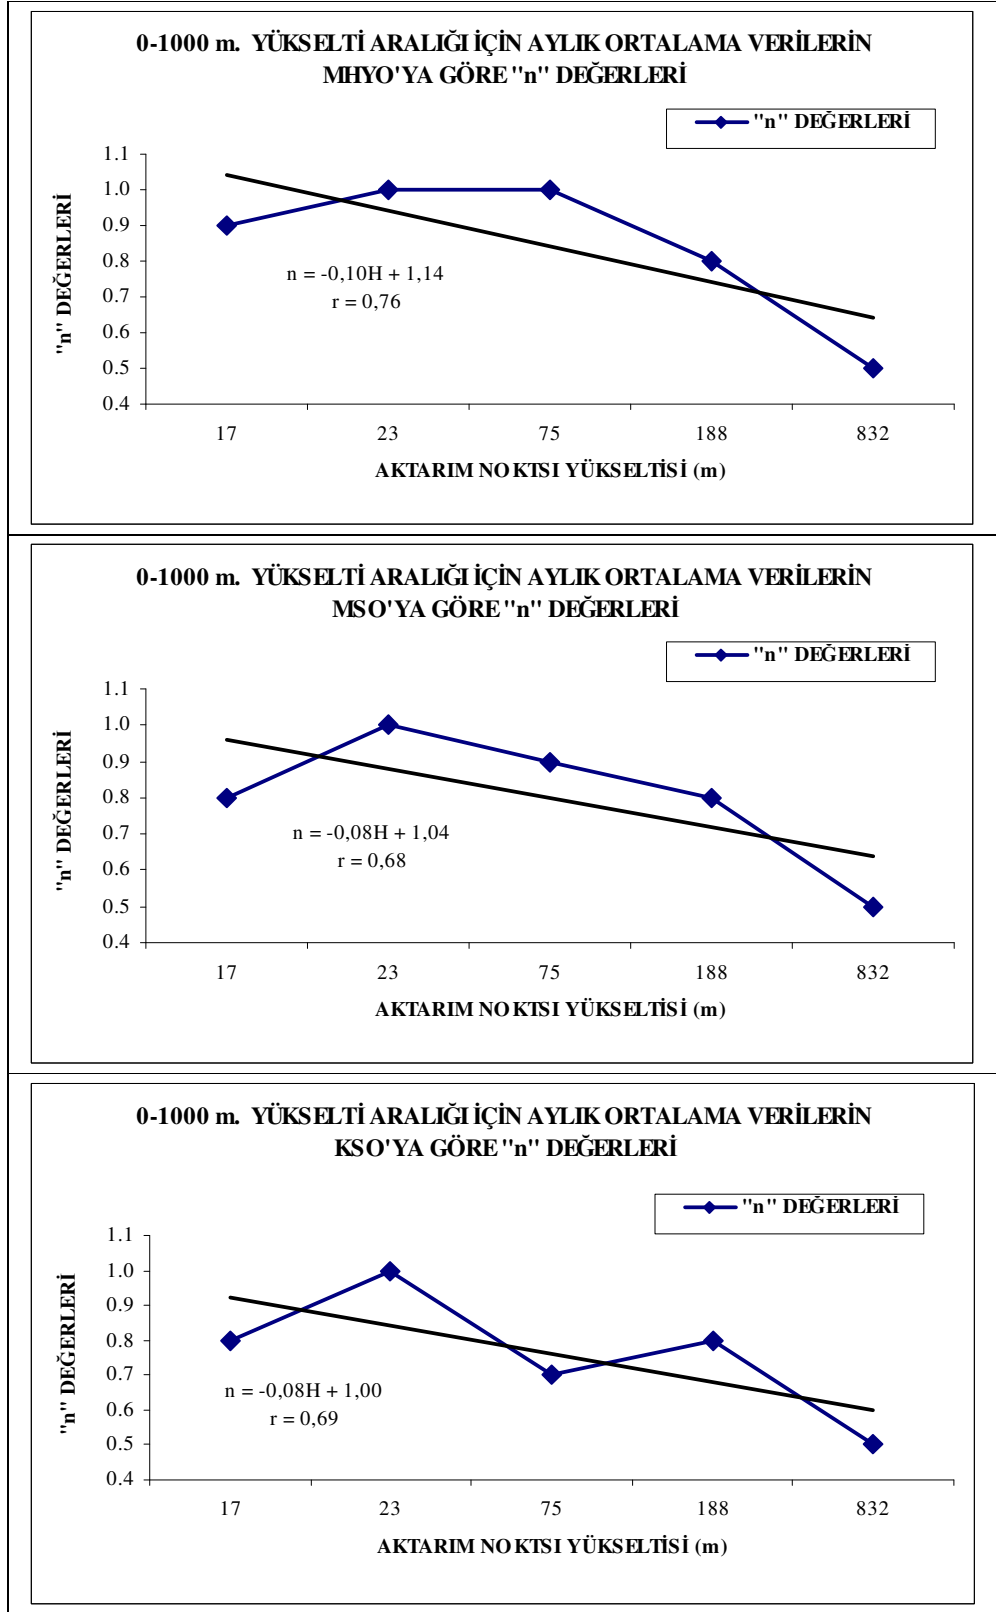 0-1000 m. YÜKSELTİ ARALIĞI İÇİN AYLIK ORTALAMA VERİLERİN
MHYO'YA GÖRE "n" DEĞERLERİ
"n" DEĞERLERİ
"n" DEĞERLERİ
1.1
1.0
0.9
0.8
0.7
0.6
0.5
0.4
n = -0,10H + 1,14
r = 0,76
17 23 75 188 832
AKTARIM NOKTSI YÜKSELTİSİ (m)
0-1000 m. YÜKSELTİ ARALIĞI İÇİN AYLIK ORTALAMA VERİLERİN
MSO'YA GÖRE "n" DEĞERLERİ
"n" DEĞERLERİ
"n" DEĞERLERİ
1.1
1.0
0.9
0.8
0.7
0.6
0.5
0.4
n = -0,08H + 1,04
r = 0,68
17 23 75 188 832
AKTARIM NOKTSI YÜKSELTİSİ (m)
0-1000 m. YÜKSELTİ ARALIĞI İÇİN AYLIK ORTALAMA VERİLERİN
KSO'YA GÖRE "n" DEĞERLERİ
"n" DEĞERLERİ
"n" DEĞERLERİ
1.1
1.0
0.9
0.8
0.7
0.6
0.5
0.4
n = -0,08H + 1,00
r = 0,69
17 23 75 188 832
AKTARIM NOKTSI YÜKSELTİSİ (m)